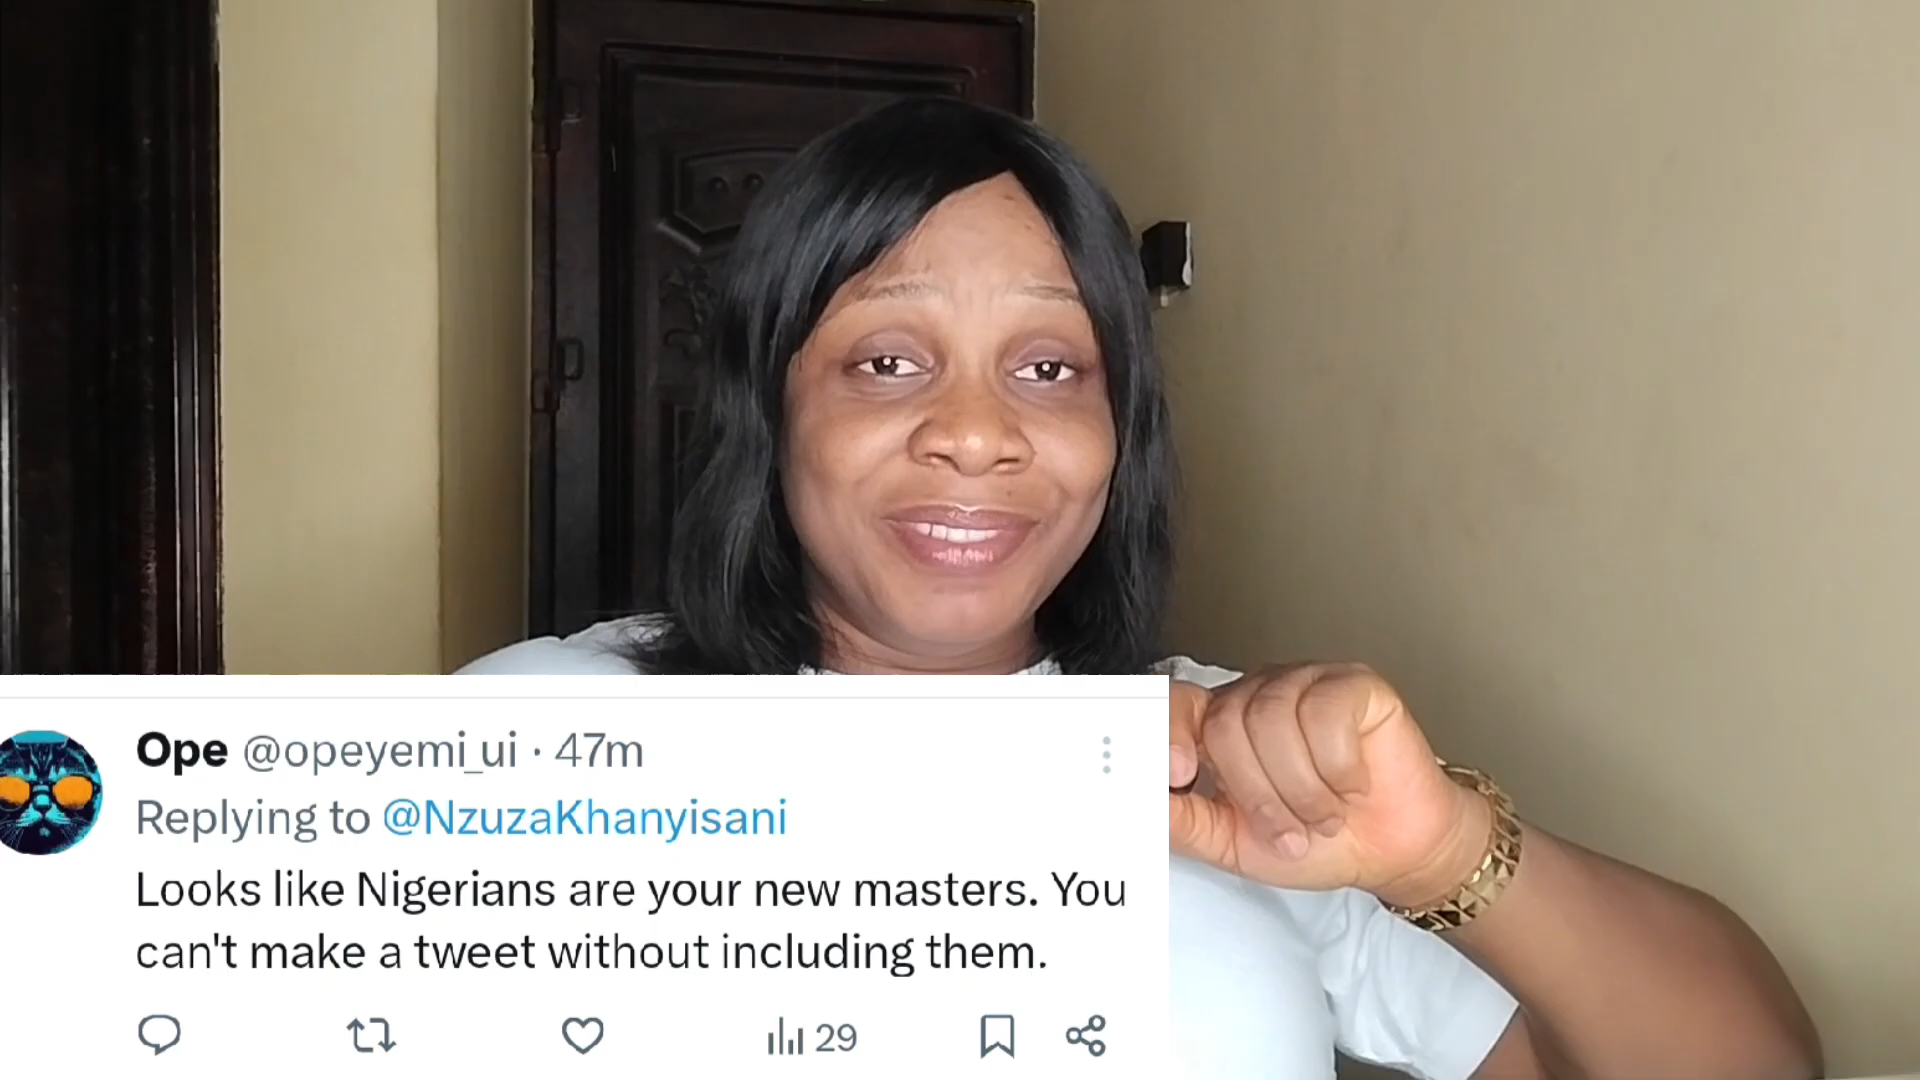 Ope @opeyemi_ui · 47m
Replying to @NzuzaKhanyisani
Looks like Nigerians are your new masters. You
can't make a tweet without including them.
29